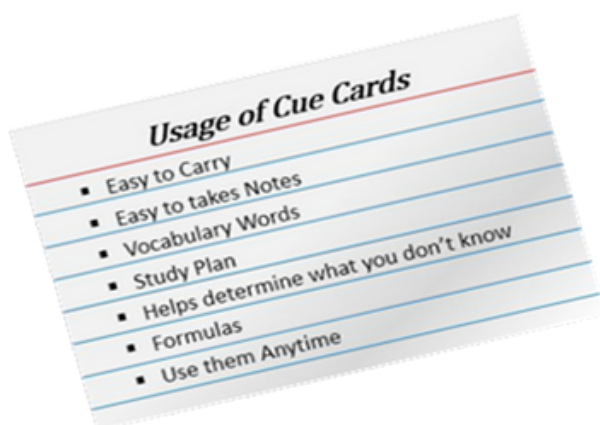 Usage of Cue Cards
▪ Easy to Carry
▪ Easy to takes Notes
▪ Vocabulary Words
▪ Study Plan
▪ Helps determine what you don't know
▪ Formulas
▪ Use them Anytime